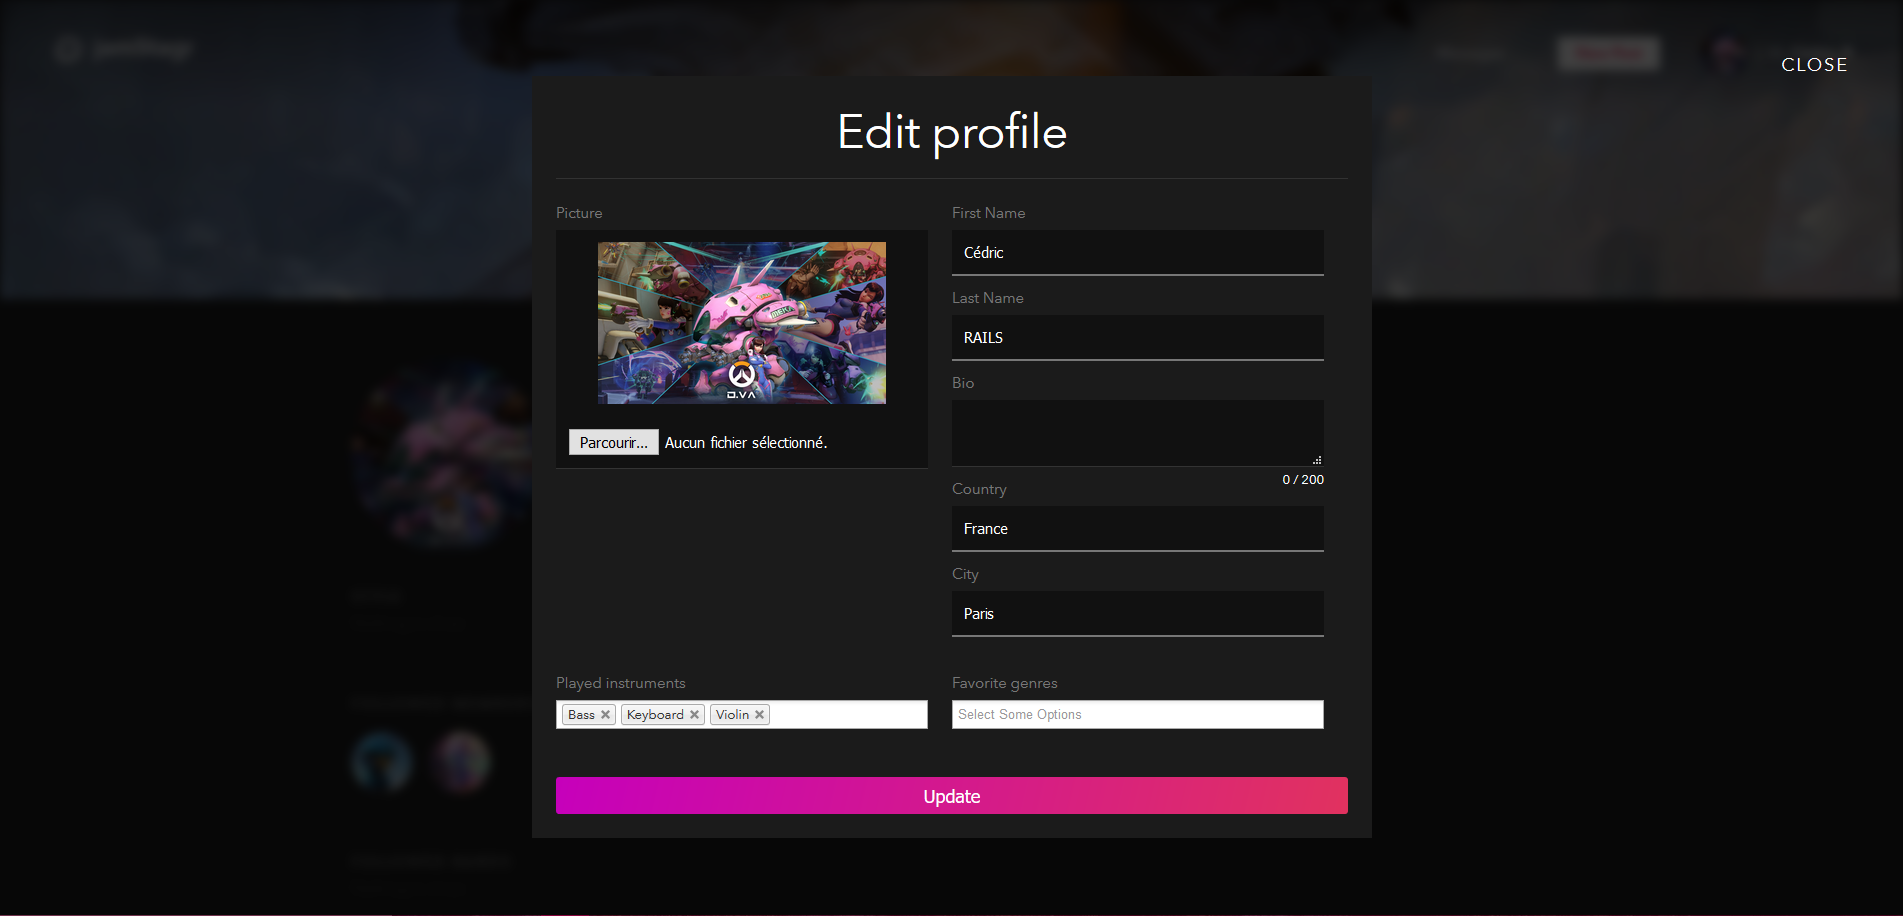 CLOSE
Edit profile
Picture
MEKA
D.VA
Parcourir... Aucun fichier sélectionné.
First Name
Cédric
Last Name
RAILS
Bio
0 / 200
Country
France
City
Paris
Played instruments
Bass
Keyboard
Violin
Favorite genres
Select Some Options
Update